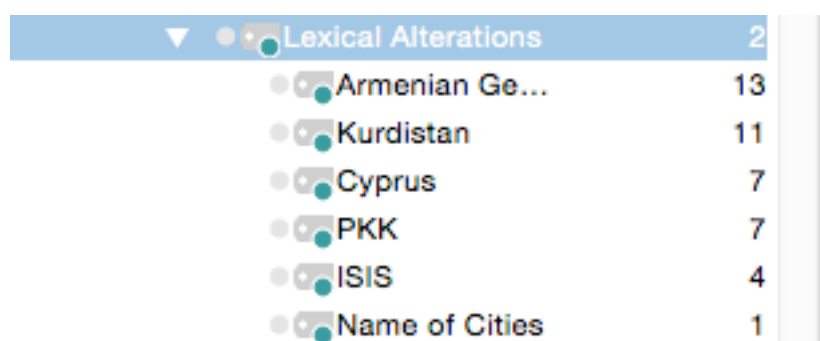 Lexical Alterations 2
Armenian Ge... 13
Kurdistan 11
Cyprus 7
PKK 7
ISIS 4
Name of Cities 1